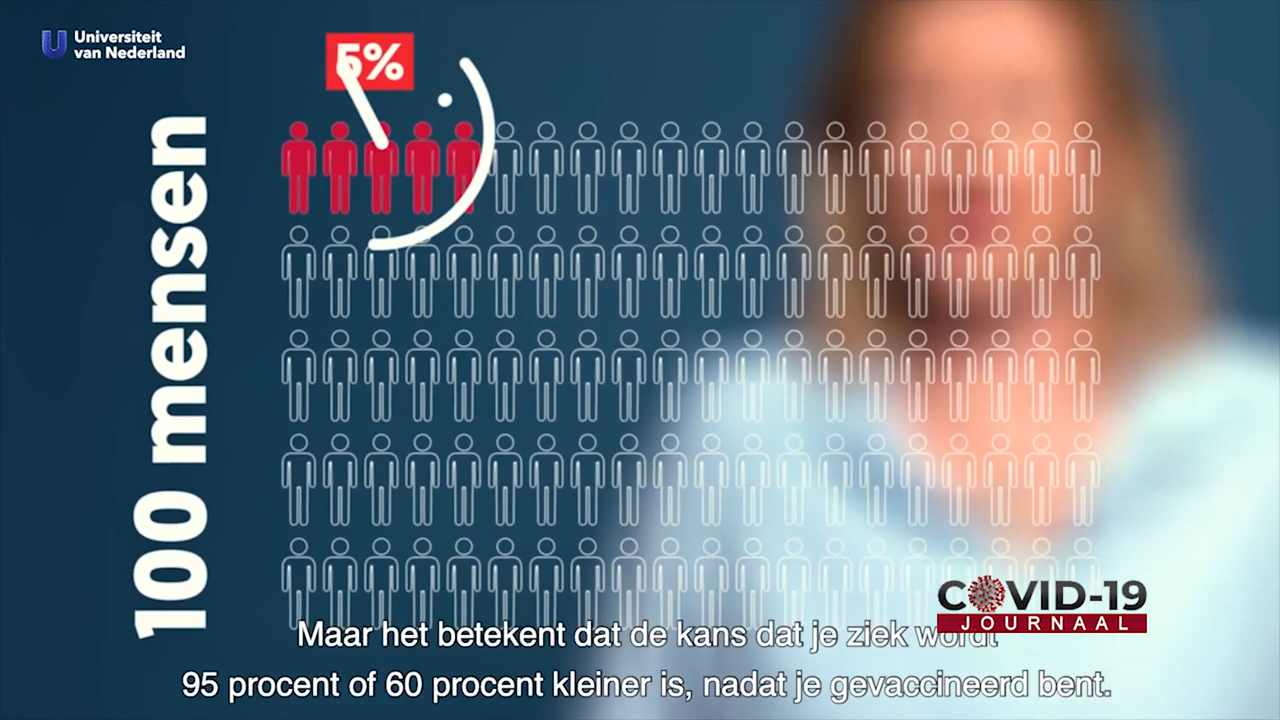 Universiteit
van Nederland
5%
100 mensen
COVID-19
JOURNAAL
Maar het betekent dat de kans dat je ziek wordt
95 procent of 60 procent kleiner is, nadat je gevaccineerd bent.